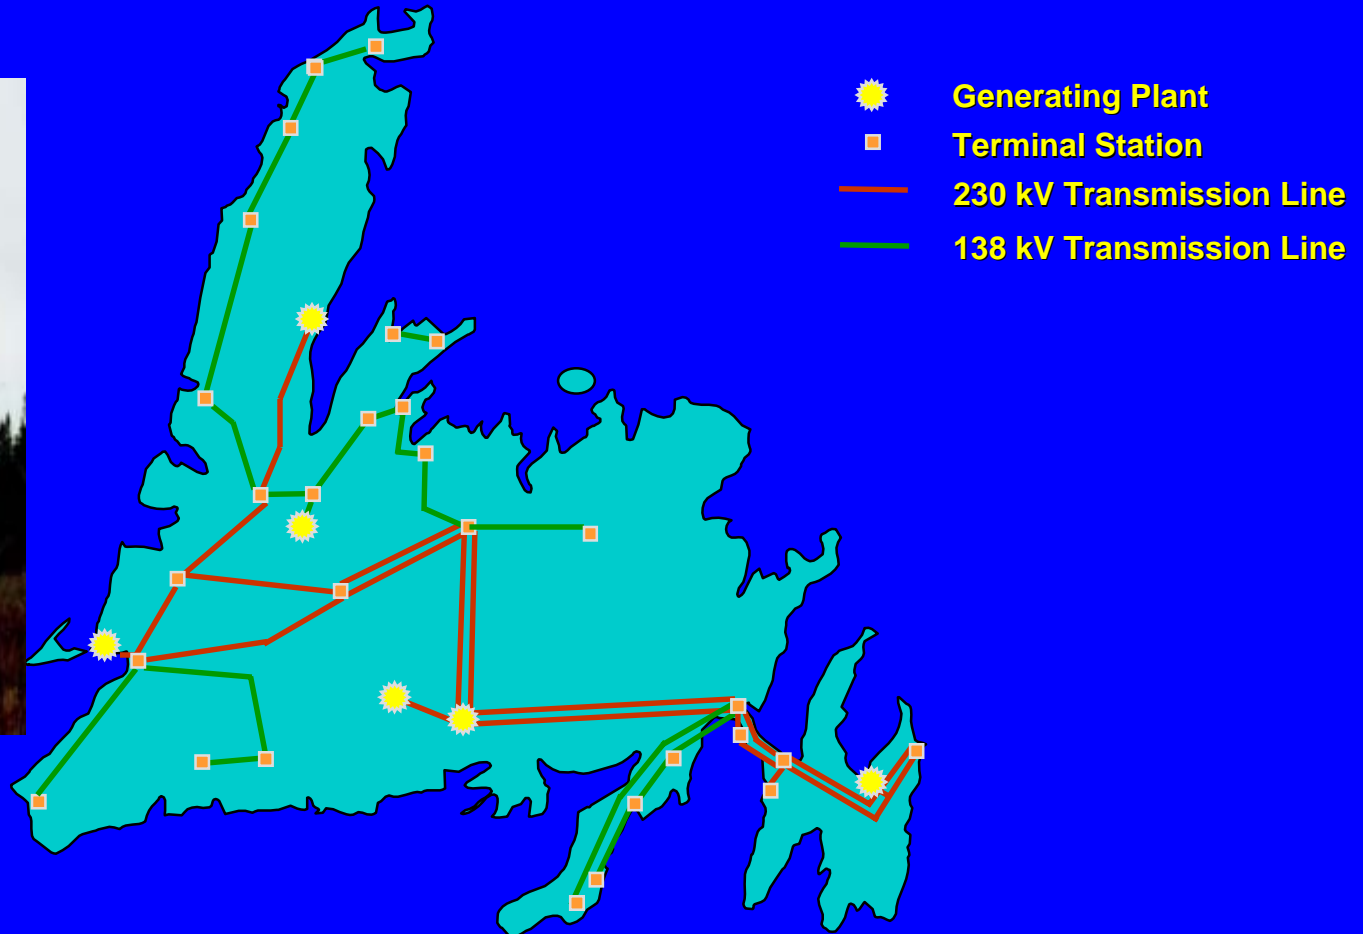 Generating Plant
Terminal Station
230 kV Transmission Line
138 kV Transmission Line